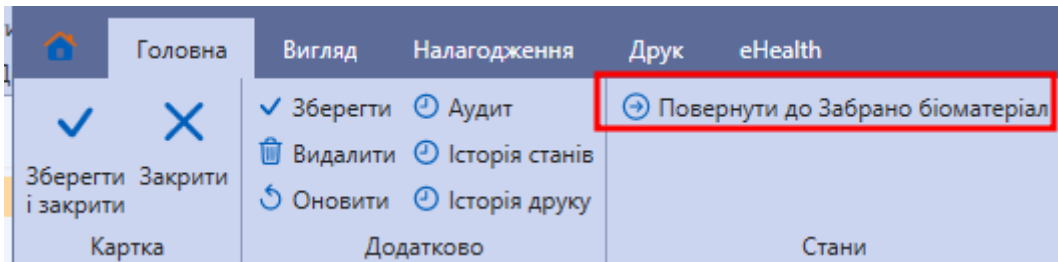 Головна Вигляд Налагодження Друк eHealth
Зберегти і закрити
Закрити
Зберегти
Видалити
Оновити
Аудит
Історія станів
Історія друку
Повернути до Забрано біоматеріал
Картка Додатково Стани